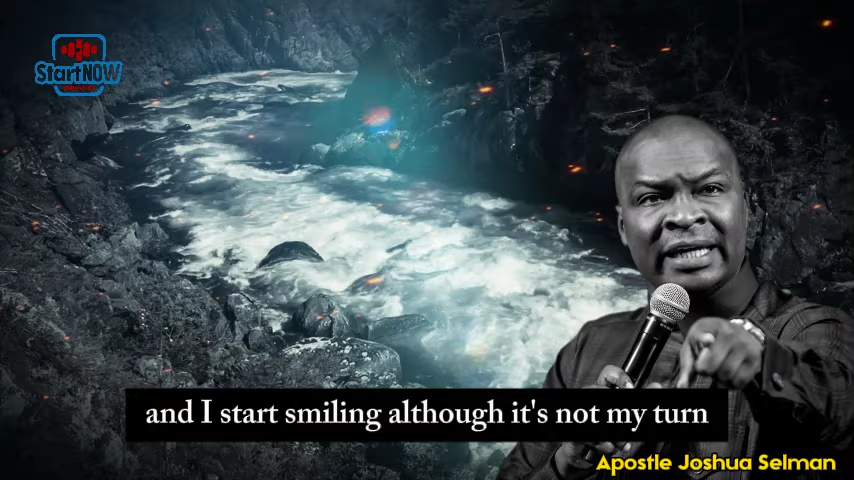 StartNOW
and I start smiling although it's not my turn
Apostle Joshua Selman